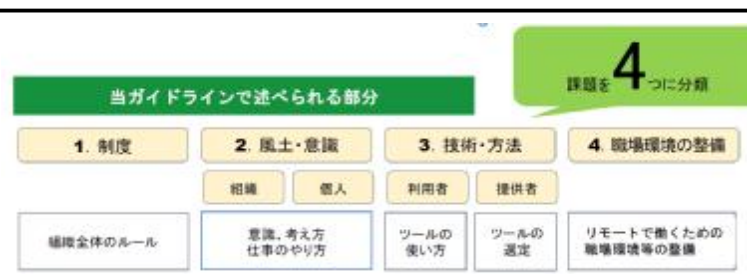 課題を4つに分類
当ガイドラインで述べられる部分
1. 制度
2. 風土・意識
3. 技術・方法
4. 職場環境の整備
組織
個人
利用者
提供者
組織全体のルール
意識、考え方
仕事のやり方
ツールの
使い方
ツールの
選定
リモートで働くための
職場環境等の整備